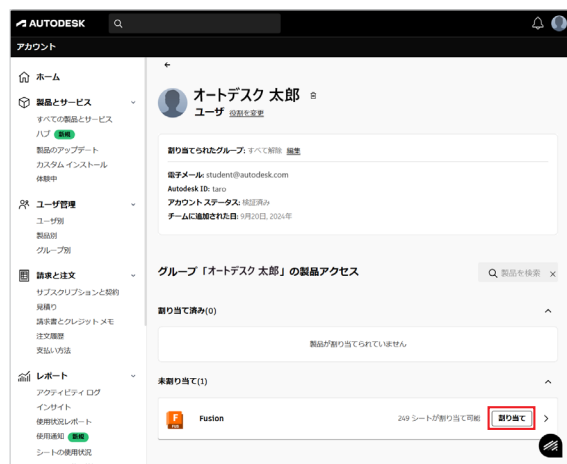 AUTODESK
アカウント
ホーム
製品とサービス
すべての製品とサービス
ハブ 新規
製品のアップデート
カスタム インストール
体験中
ユーザ管理
ユーザ別
製品別
グループ別
請求と注文
サブスクリプションと契約
見積り
請求書とクレジット メモ
注文履歴
支払い方法
レポート
アクティビティ ログ
インサイト
使用状況レポート
使用通知 新規
シートの使用状況
オートデスク 太郎
ユーザ 役割を変更
割り当てられたグループ: すべて解除 編集
電子メール: student@autodesk.com
Autodesk ID: taro
アカウント ステータス: 検証済み
チームに追加された日: 9月20日, 2024年
グループ「オートデスク 太郎」の製品アクセス
製品を検索
割り当て済み(0)
製品が割り当てられていません
未割り当て(1)
F
FUS
Fusion
249 シートが割り当て可能
割り当て